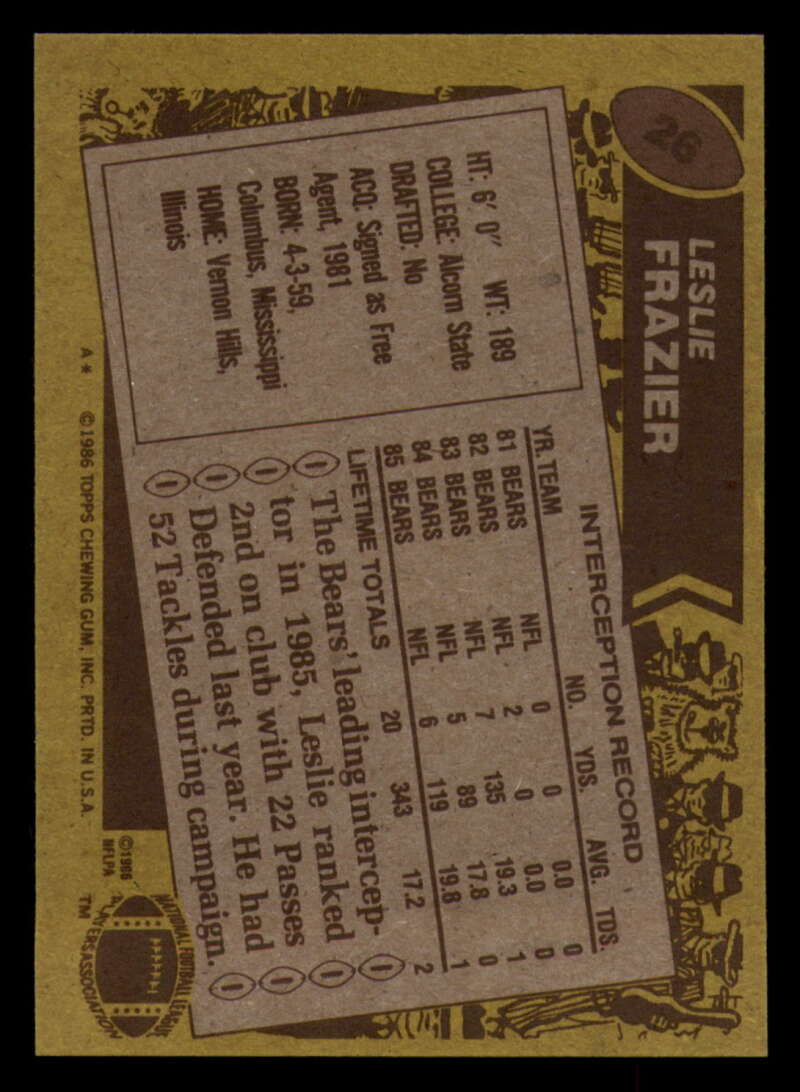 26
LESLIE
FRAZIER
HT: 6' 0" WT: 189
COLLEGE: Alcorn State
DRAFTED: No
ACQ: Signed as Free
Agent, 1981
BORN: 4-3-59,
Columbus, Mississippi
HOME: Vernon Hills,
Illinois
INTERCEPTION RECORD
YR. TEAM NO. YDS. AVG. TDS.
81 BEARS NFL 0 0 0.0 0
82 BEARS NFL 2 0 0.0 0
83 BEARS NFL 7 135 19.3 1
84 BEARS NFL 5 89 17.8 0
85 BEARS NFL 6 119 19.8 1
LIFETIME TOTALS 20 343 17.2 2
The Bears' leading intercep-
tor in 1985, Leslie ranked
2nd on club with 22 Passes
Defended last year. He had
52 Tackles during campaign.
©1986
NFLPA
NATIONAL FOOTBALL LEAGUE
PLAYERS ASSOCIATION
TM
A* ©1986 TOPPS CHEWING GUM, INC. PRTD. IN U.S.A.